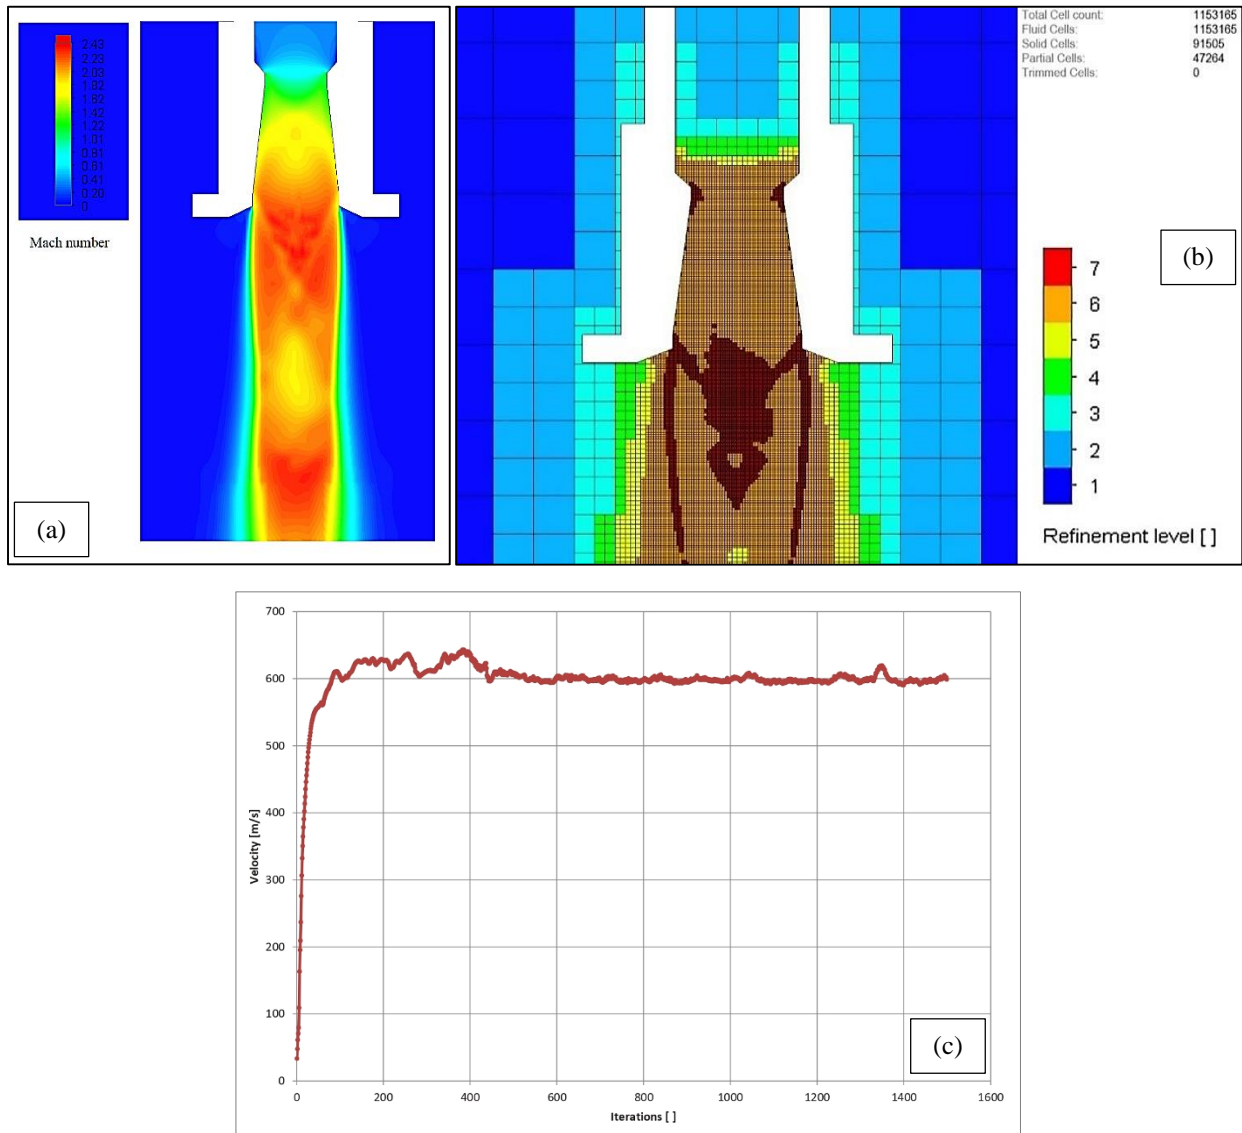 2.43
2.23
2.03
1.82
1.62
1.42
1.22
1.01
0.81
0.61
0.41
0.20
0
Mach number
(a)
Total Cell count: 1153165
Fluid Cells: 1153165
Solid Cells: 91505
Partial Cells: 47264
Trimmed Cells: 0
(b)
7
6
5
4
3
2
1
Refinement level [ ]
700
600
500
400
300
200
100
0
Velocity [m/s]
0 200 400 600 800 1000 1200 1400 1600
Iterations [ ]
(c)